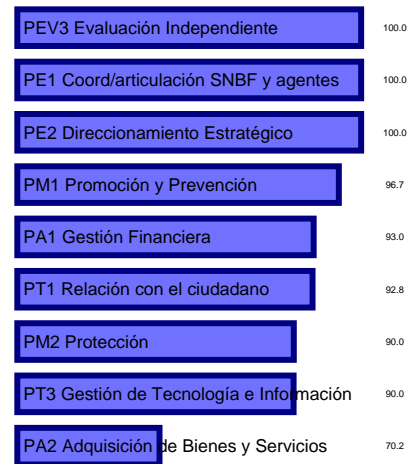 PEV3 Evaluación Independiente 100.0
PE1 Coord/articulación SNBF y agentes 100.0
PE2 Direccionamiento Estratégico 100.0
PM1 Promoción y Prevención 96.7
PA1 Gestión Financiera 93.0
PT1 Relación con el ciudadano 92.8
PM2 Protección 90.0
PT3 Gestión de Tecnología e Información 90.0
PA2 Adquisición de Bienes y Servicios 70.2